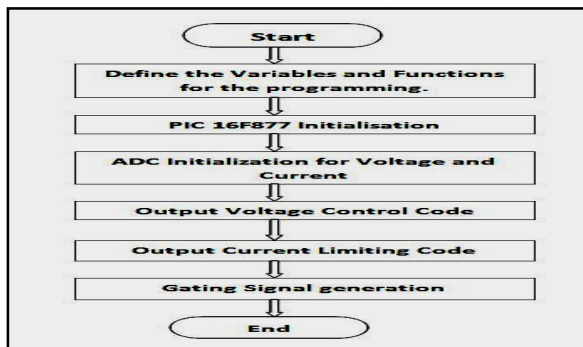 Start
Define the Variables and Functions
for the programming.
PIC 16F877 Initialisation
ADC Initialization for Voltage and
Current
Output Voltage Control Code
Output Current Limiting Code
Gating Signal generation
End